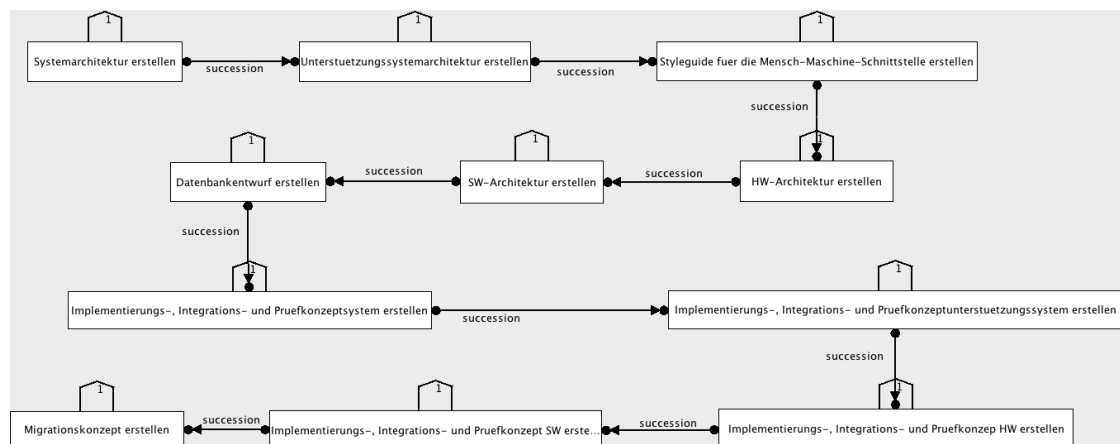 1
1
1
Systemarchitektur erstellen
succession
Unterstuetzungssystemarchitektur erstellen
succession
Styleguide fuer die Mensch-Maschine-Schnittstelle erstellen
succession
1
1
1
Datenbankentwurf erstellen
succession
SW-Architektur erstellen
succession
HW-Architektur erstellen
succession
1
1
Implementierungs-, Integrations- und Pruefkonzeptsystem erstellen
succession
Implementierungs-, Integrations- und Pruefkonzeptunterstuetzungssystem erstellen
succession
1
1
1
Migrationskonzept erstellen
succession
Implementierungs-, Integrations- und Pruefkonzept SW erste...
succession
Implementierungs-, Integrations- und Pruefkonzep HW erstellen